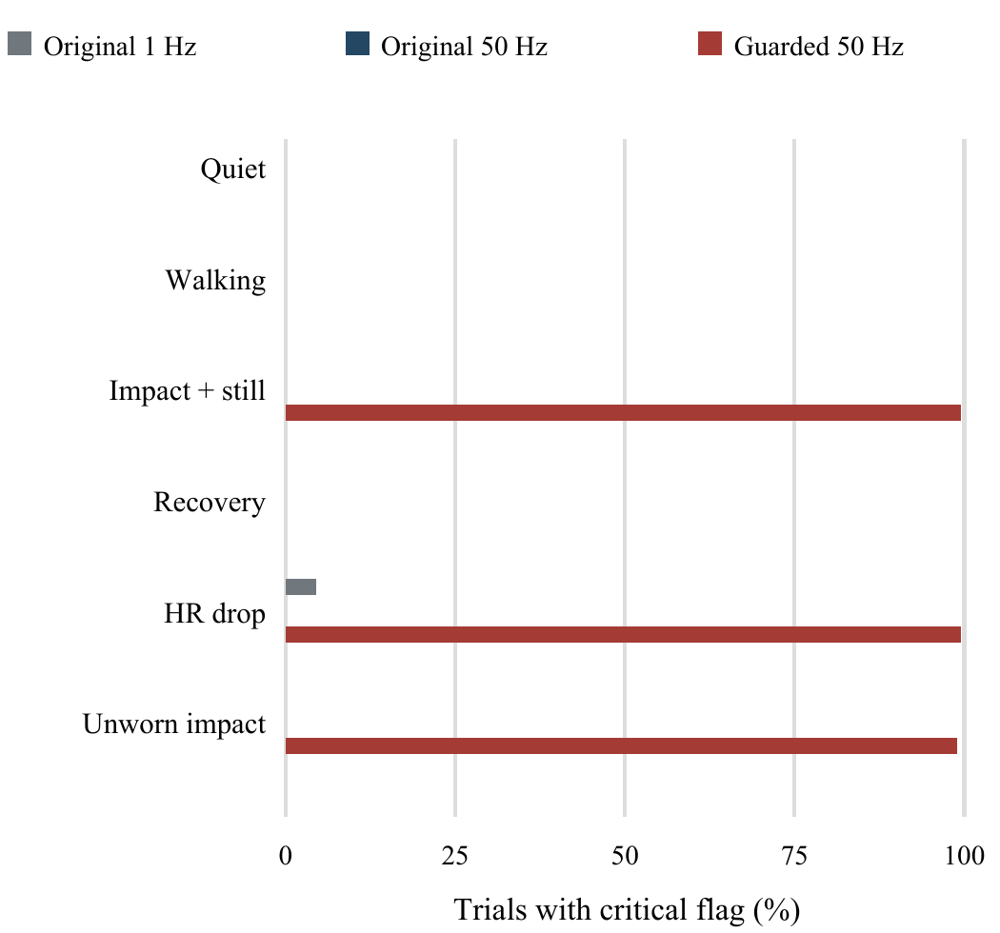 Original 1 Hz Original 50 Hz Guarded 50 Hz
Quiet
Walking
Impact + still
Recovery
HR drop
Unworn impact
0 25 50 75 100
Trials with critical flag (%)